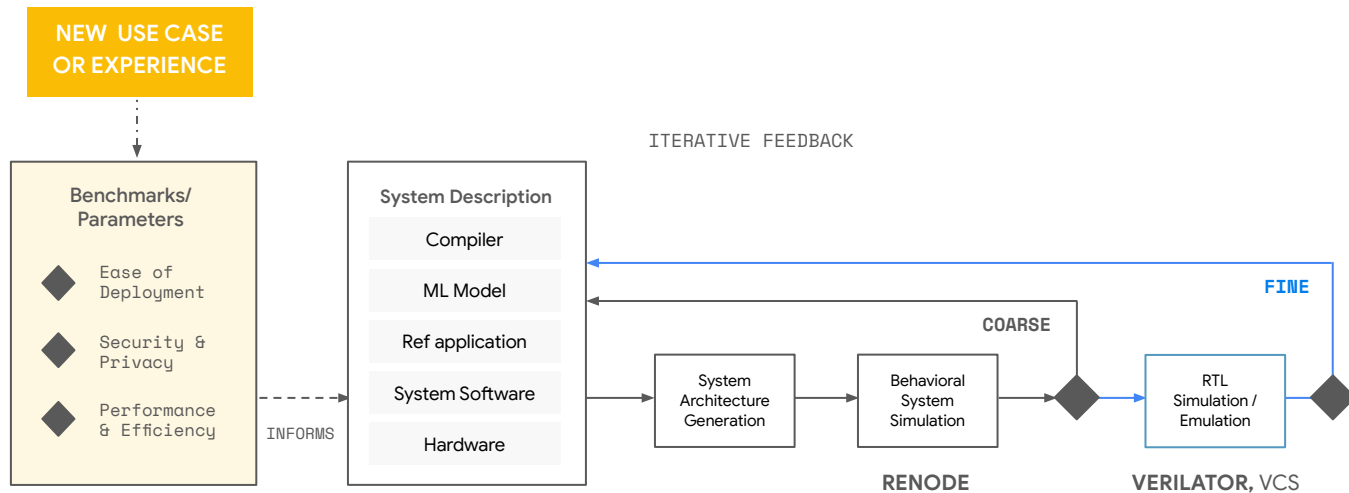 NEW USE CASE
OR EXPERIENCE
ITERATIVE FEEDBACK
Benchmarks/
Parameters
Ease of
Deployment
Security &
Privacy
Performance
& Efficiency
INFORMS
System Description
Compiler
ML Model
Ref application
System Software
Hardware
FINE
COARSE
System
Architecture
Generation
Behavioral
System
Simulation
RTL
Simulation /
Emulation
RENODE
VERILATOR, VCS